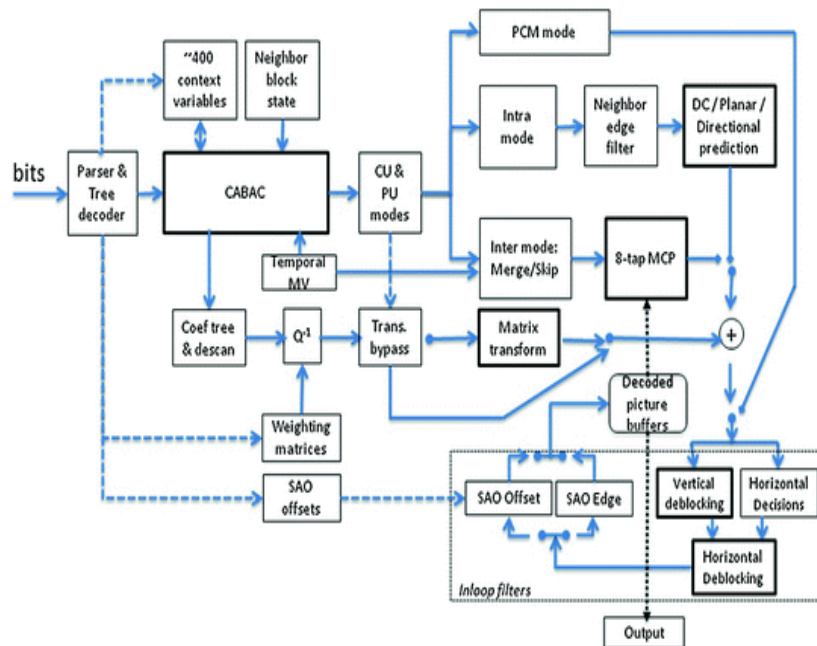 PCM mode
~400
context
variables
Neighbor
block
state
Intra
mode
Neighbor
edge
filter
DC / Planar /
Directional
prediction
bits
Parser &
Tree
decoder
CABAC
CU &
PU
modes
Inter mode:
Merge/Skip
8-tap MCP
Temporal
MV
Coef tree
& descan
Q⁻¹
Trans.
bypass
Matrix
transform
+
Decoded
picture
buffers
Weighting
matrices
SAO
offsets
SAO Offset
SAO Edge
Vertical
deblocking
Horizontal
Decisions
Horizontal
Deblocking
Inloop filters
Output